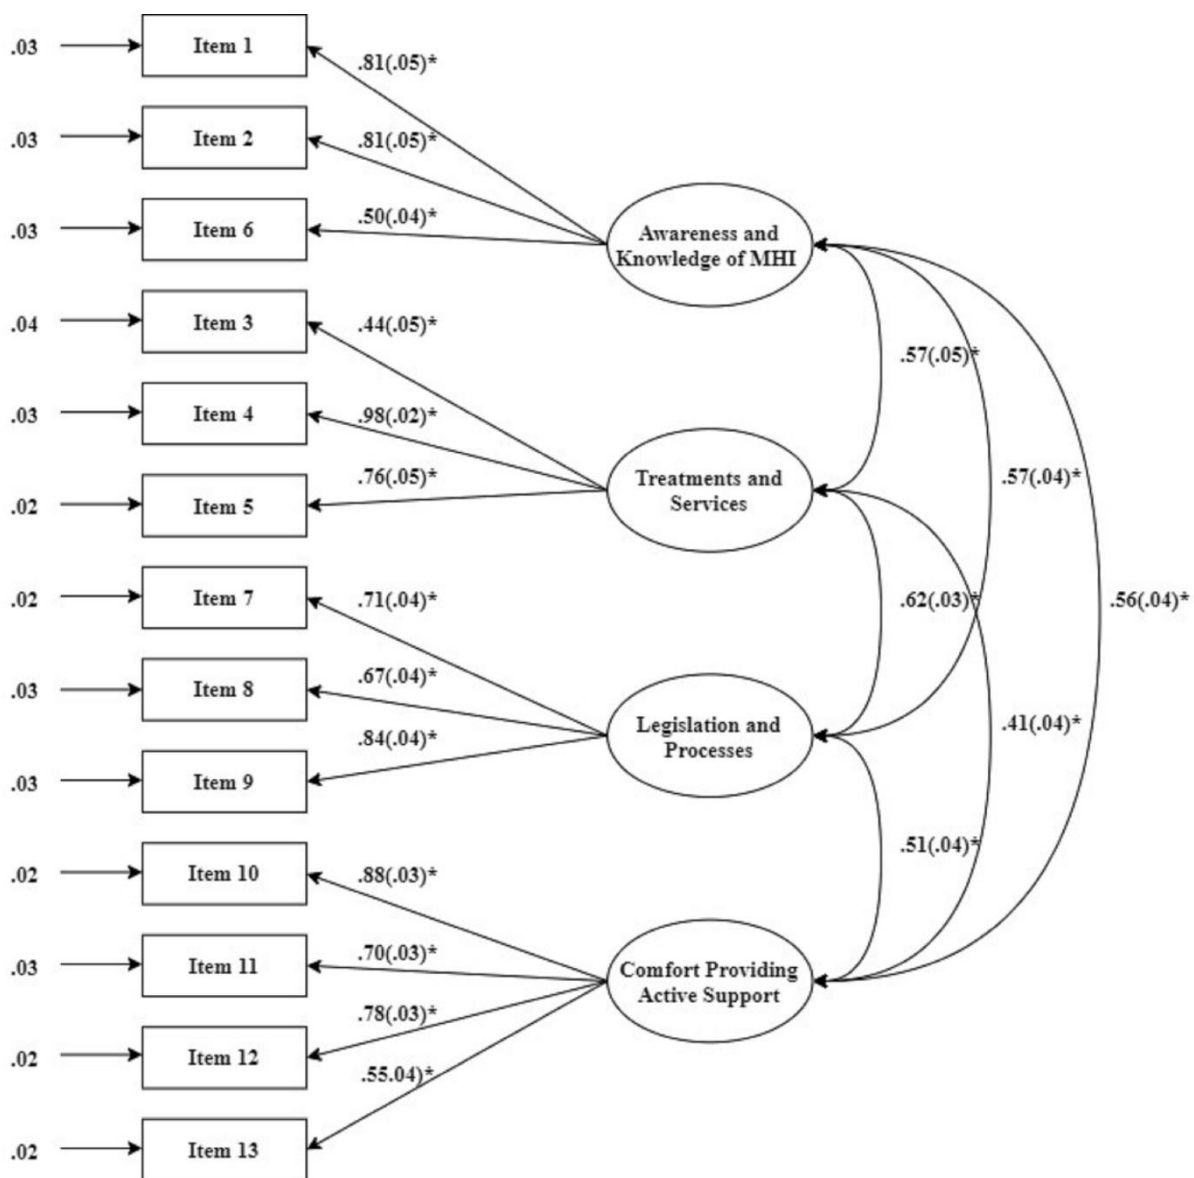 .03
Item 1
.81(.05)*
.03
Item 2
.81(.05)*
.03
Item 6
.50(.04)*
Awareness and
Knowledge of MHI
.04
Item 3
.44(.05)*
.57(.05)*
.03
Item 4
.98(.02)*
.02
Item 5
.76(.05)*
Treatments and
Services
.57(.04)*
.02
Item 7
.71(.04)*
.62(.03)*
.56(.04)*
.03
Item 8
.67(.04)*
.03
Item 9
.84(.04)*
Legislation and
Processes
.41(.04)*
.02
Item 10
.88(.03)*
.51(.04)*
.03
Item 11
.70(.03)*
Comfort Providing
Active Support
.02
Item 12
.78(.03)*
.55.04)*
.02
Item 13